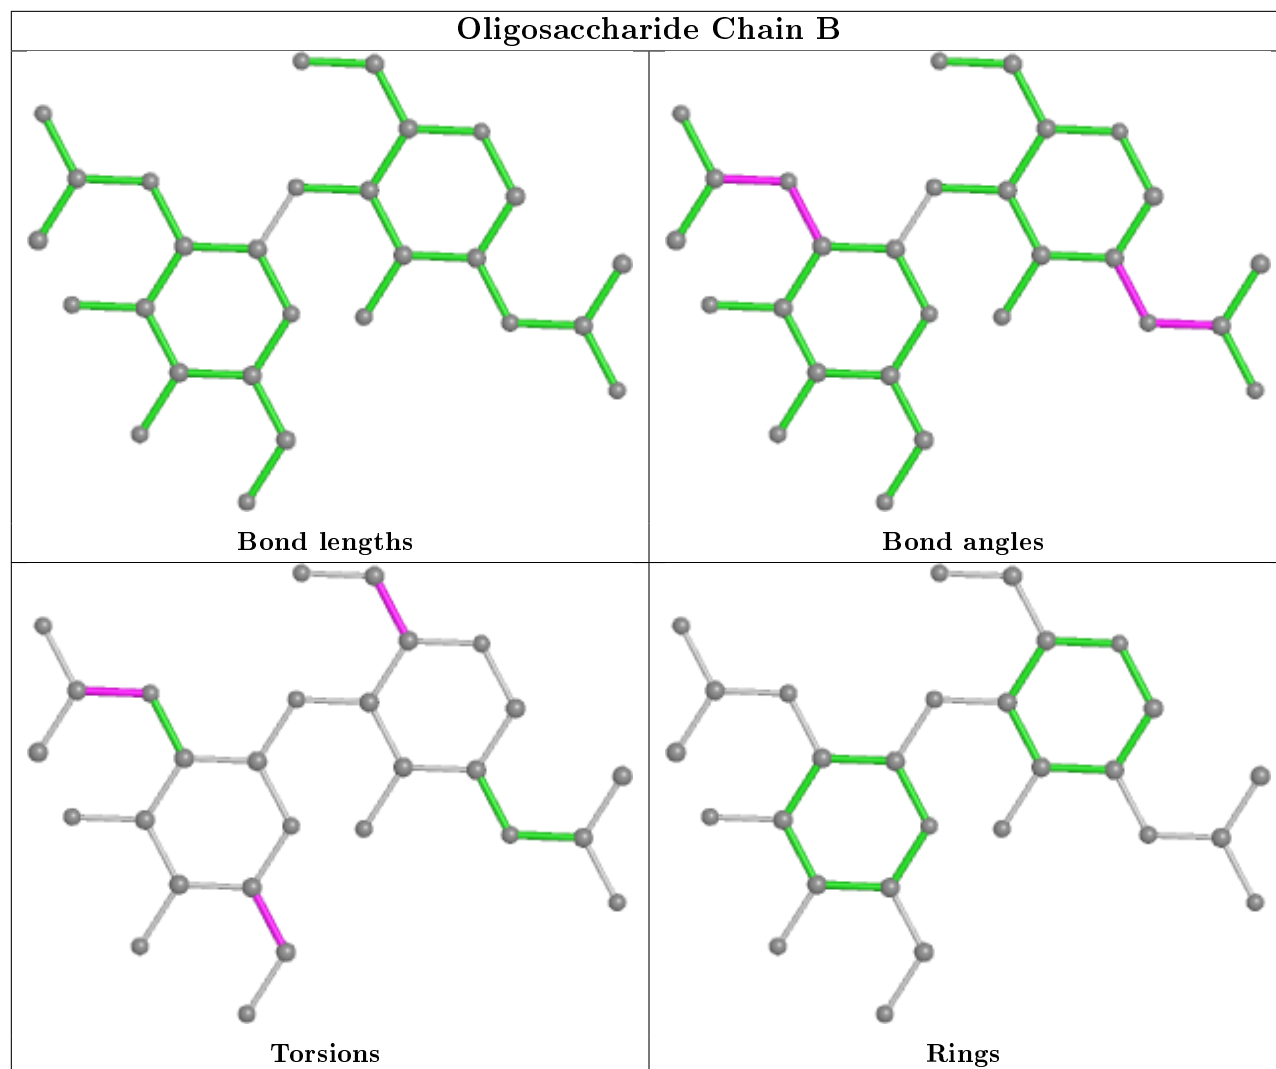 Oligosaccharide Chain B
Bond lengths
Bond angles
Torsions
Rings